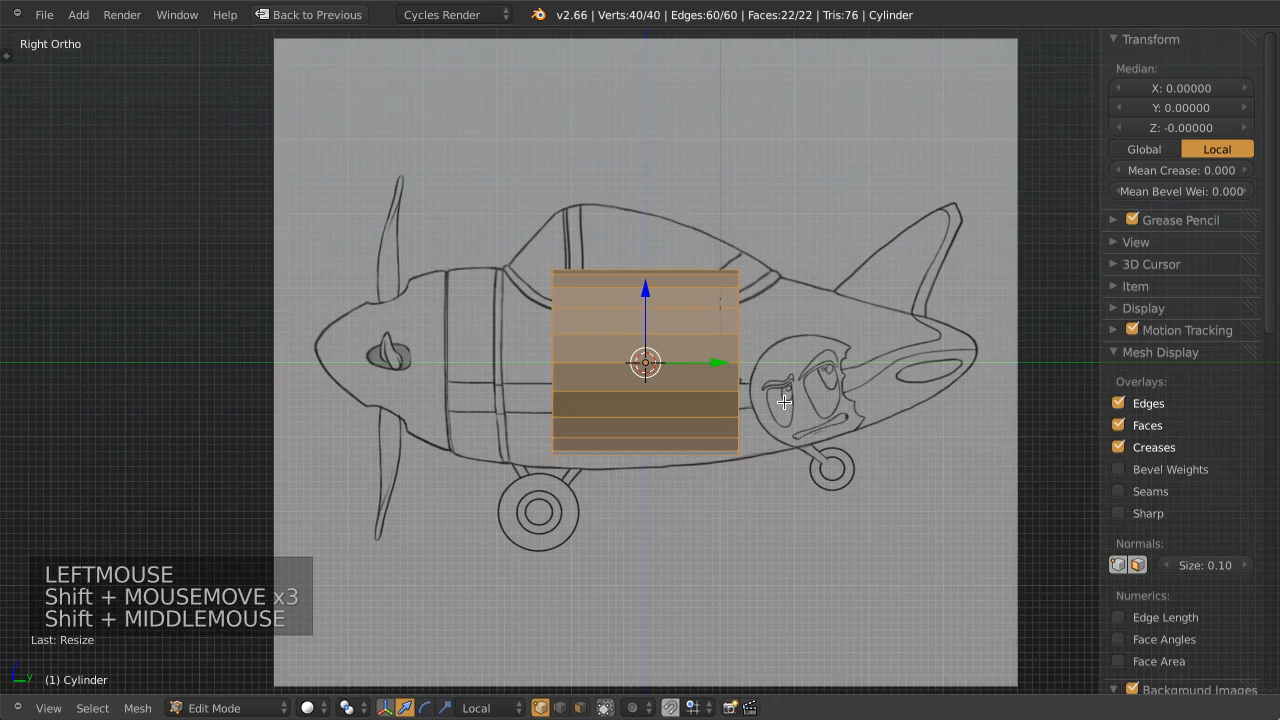 File Add Render Window Help Back to Previous Cycles Render v2.66 | Verts:40/40 | Edges:60/60 | Faces:22/22 | Tris:76 | Cylinder
Right Ortho
Transform
Median:
X: 0.00000
Y: 0.00000
Z: -0.00000
Global Local
Mean Crease: 0.000
Mean Bevel Wei: 0.000
Grease Pencil
View
3D Cursor
Item
Display
Motion Tracking
Mesh Display
Overlays:
Edges
Faces
Creases
Bevel Weights
Seams
Sharp
Normals:
Size: 0.10
Numerics:
Edge Length
Face Angles
Face Area
Background Images
LEFTMOUSE
Shift + MOUSEMOVE x3
Shift + MIDDLEMOUSE
Last: Resize
y
(1) Cylinder
View Select Mesh Edit Mode Local